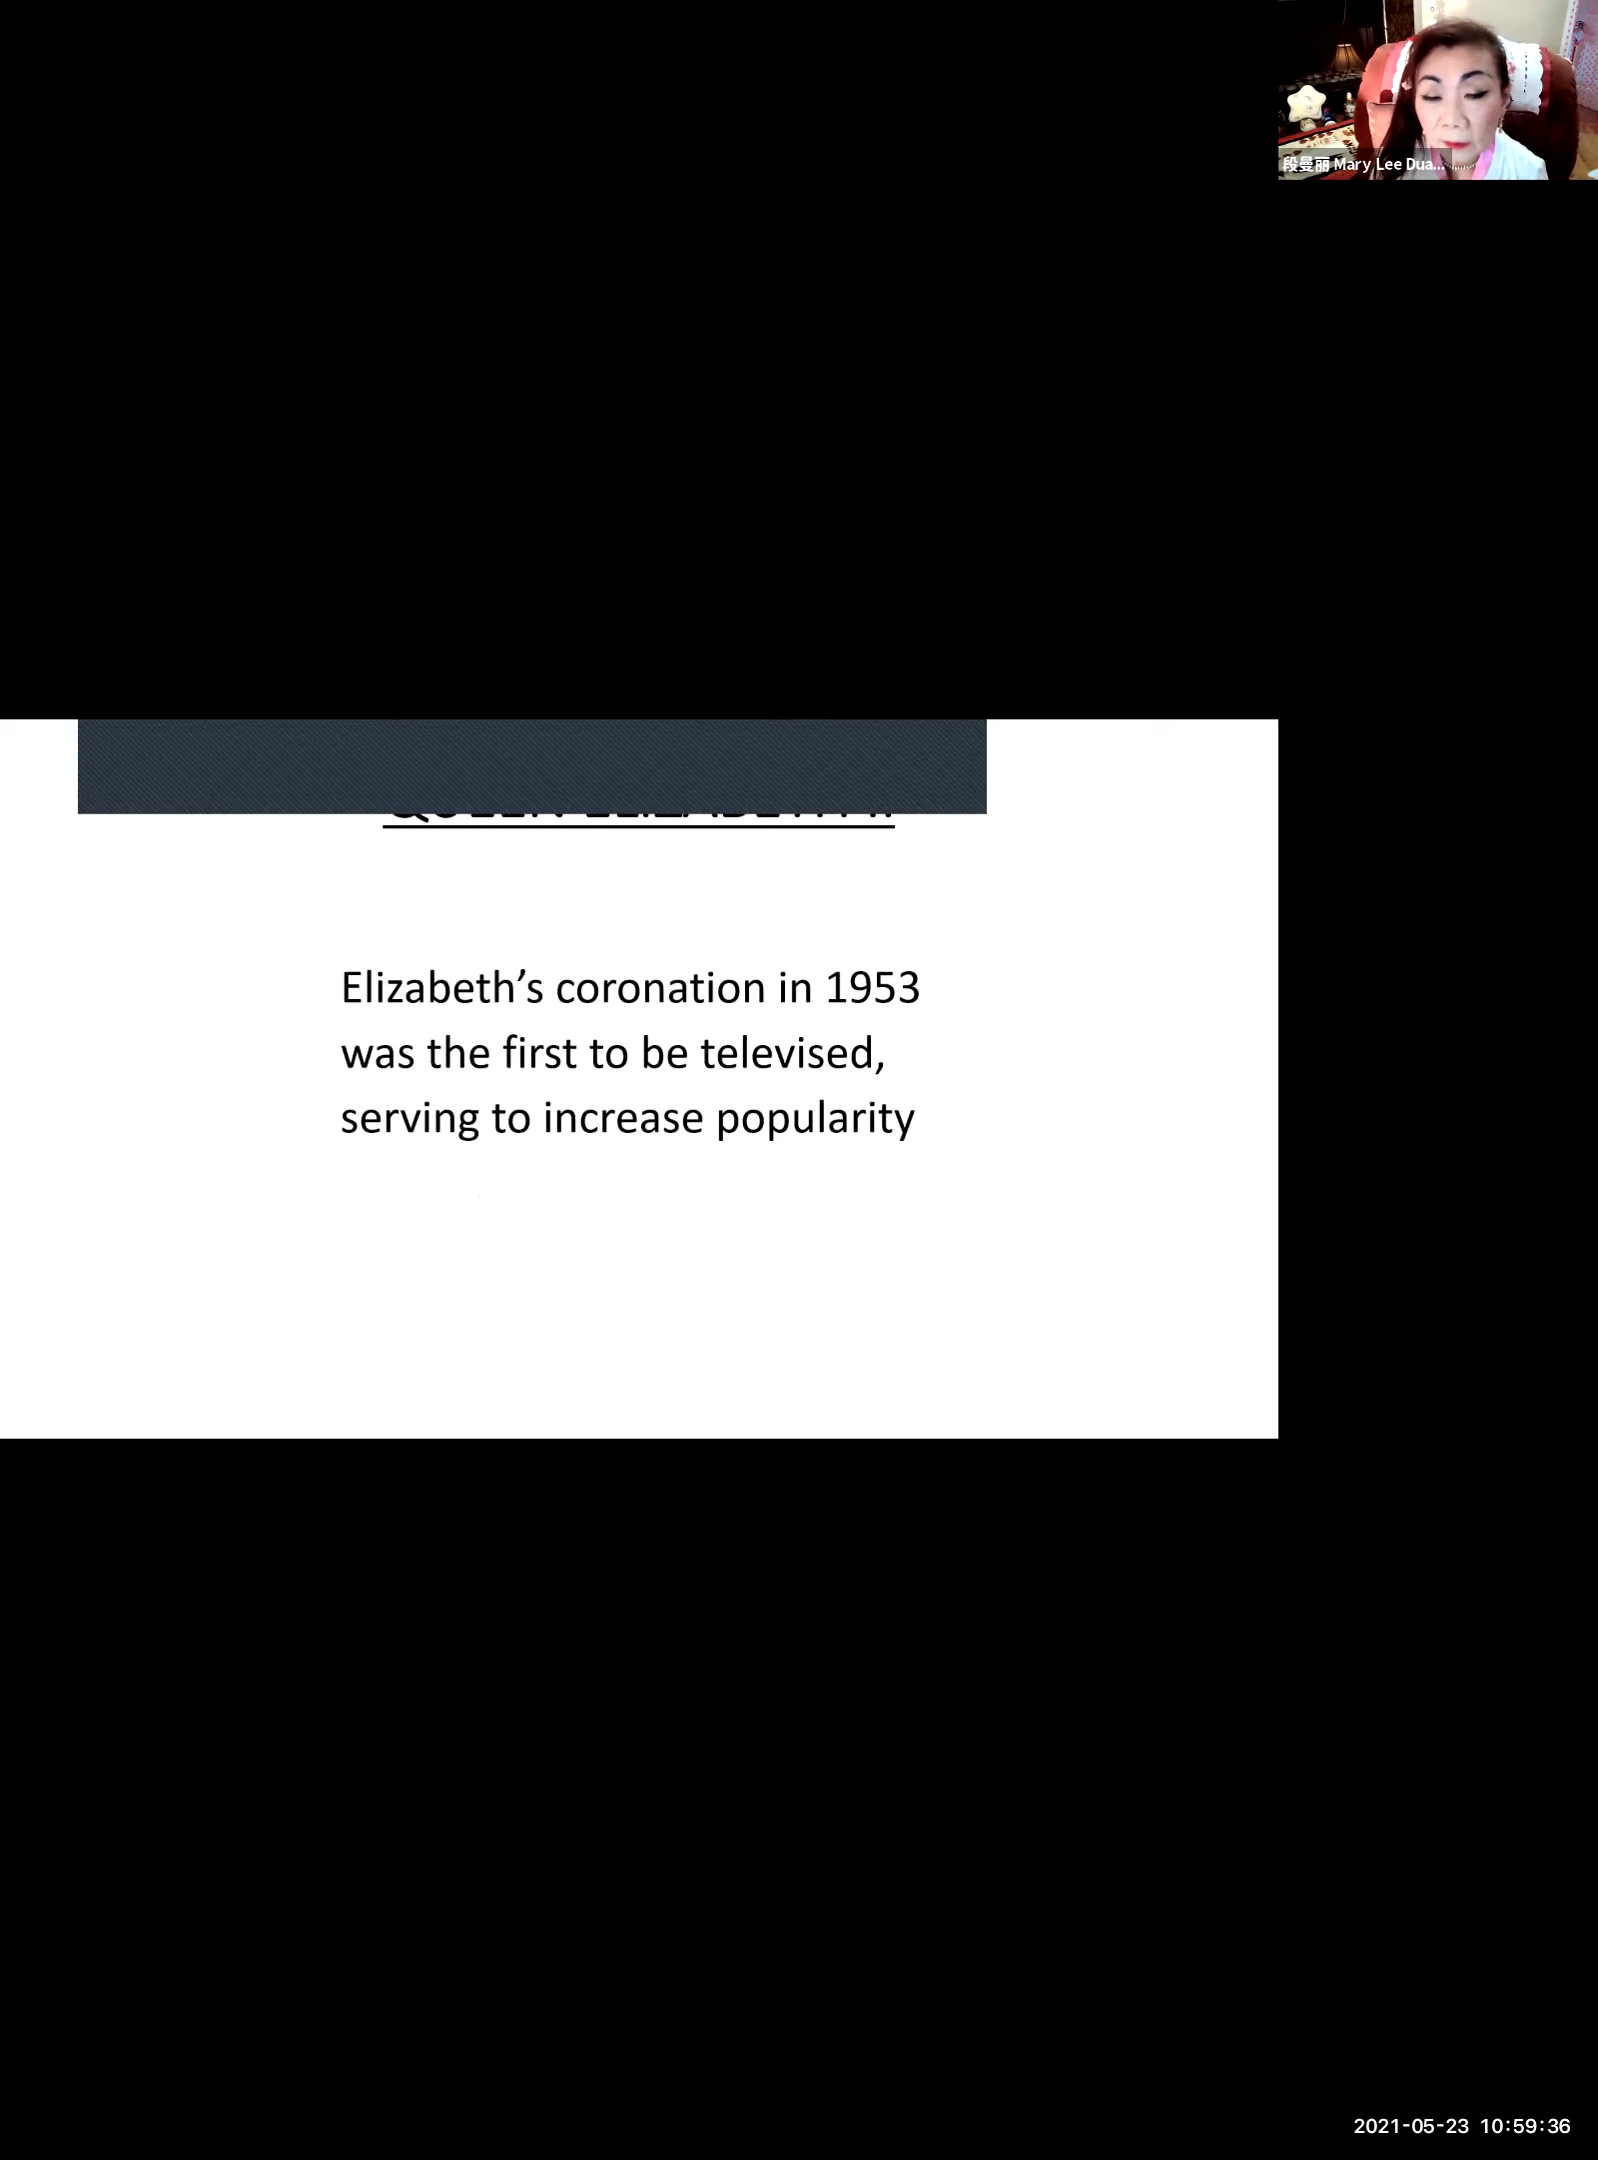 段曼丽 Mary Lee Dua...
Elizabeth’s coronation in 1953
was the first to be televised,
serving to increase popularity
2021-05-23 10:59:36